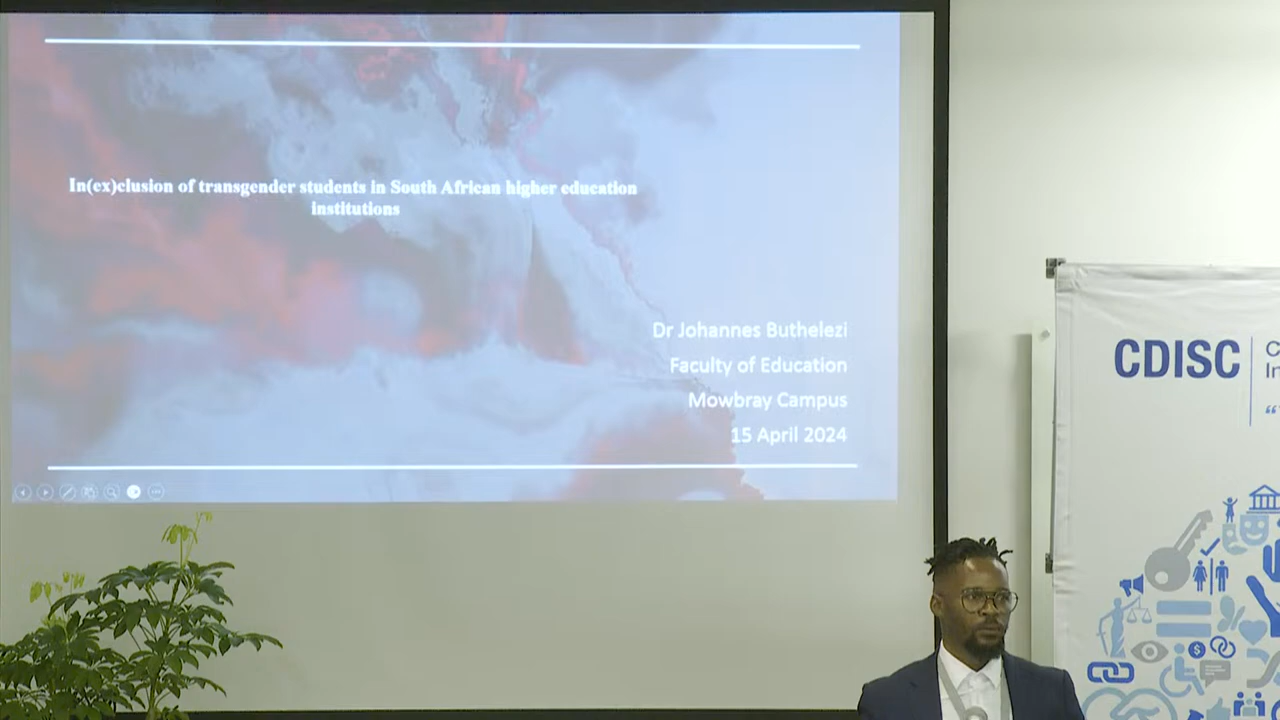 In(ex)clusion of transgender students in South African higher education
institutions
Dr Johannes Buthelezi
Faculty of Education
Mowbray Campus
15 April 2024
CDISC